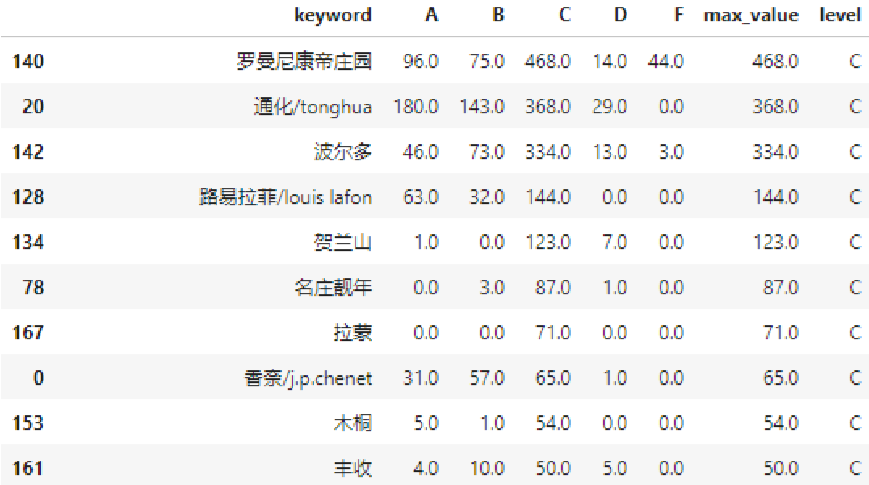 keyword A B C D F max_value level
140 罗曼尼康帝庄园 96.0 75.0 468.0 14.0 44.0 468.0 C
20 通化/tonghua 180.0 143.0 368.0 29.0 0.0 368.0 C
142 波尔多 46.0 73.0 334.0 13.0 3.0 334.0 C
128 路易拉菲/louis lafon 63.0 32.0 144.0 0.0 0.0 144.0 C
134 贺兰山 1.0 0.0 123.0 7.0 0.0 123.0 C
78 名庄靓年 0.0 3.0 87.0 1.0 0.0 87.0 C
167 拉蒙 0.0 0.0 71.0 0.0 0.0 71.0 C
0 香奈/j.p.chenet 31.0 57.0 65.0 1.0 0.0 65.0 C
153 木桐 5.0 1.0 54.0 0.0 0.0 54.0 C
161 丰收 4.0 10.0 50.0 5.0 0.0 50.0 C